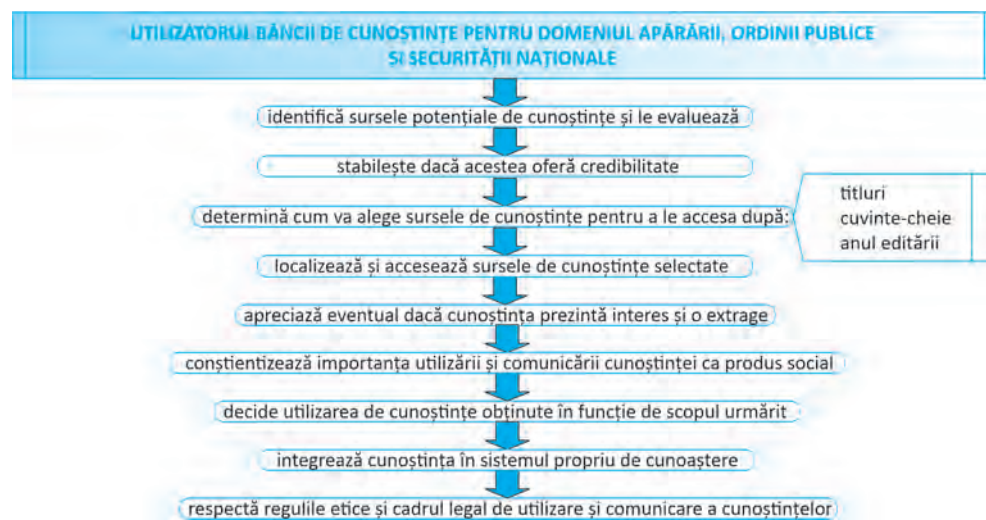 UTILIZATORUL BĂNCII DE CUNOSTINȚE PENTRU DOMENIUL APĂRĂRII, ORDINII PUBLICE
SI SECURITĂȚII NAȚIONALE
identifică sursele potențiale de cunoștințe și le evaluează
stabilește dacă acestea oferă credibilitate
determină cum va alege sursele de cunoștințe pentru a le accesa după:
titluri
cuvinte-cheie
anul editării
localizează și accesează sursele de cunoștințe selectate
apreciază eventual dacă cunoștința prezintă interes și o extrage
conștientizează importanța utilizării și comunicării cunoștinței ca produs social
decide utilizarea de cunoștințe obținute în funcție de scopul urmărit
integrează cunoștința în sistemul propriu de cunoaștere
respectă regulile etice și cadrul legal de utilizare și comunicare a cunoștințelor